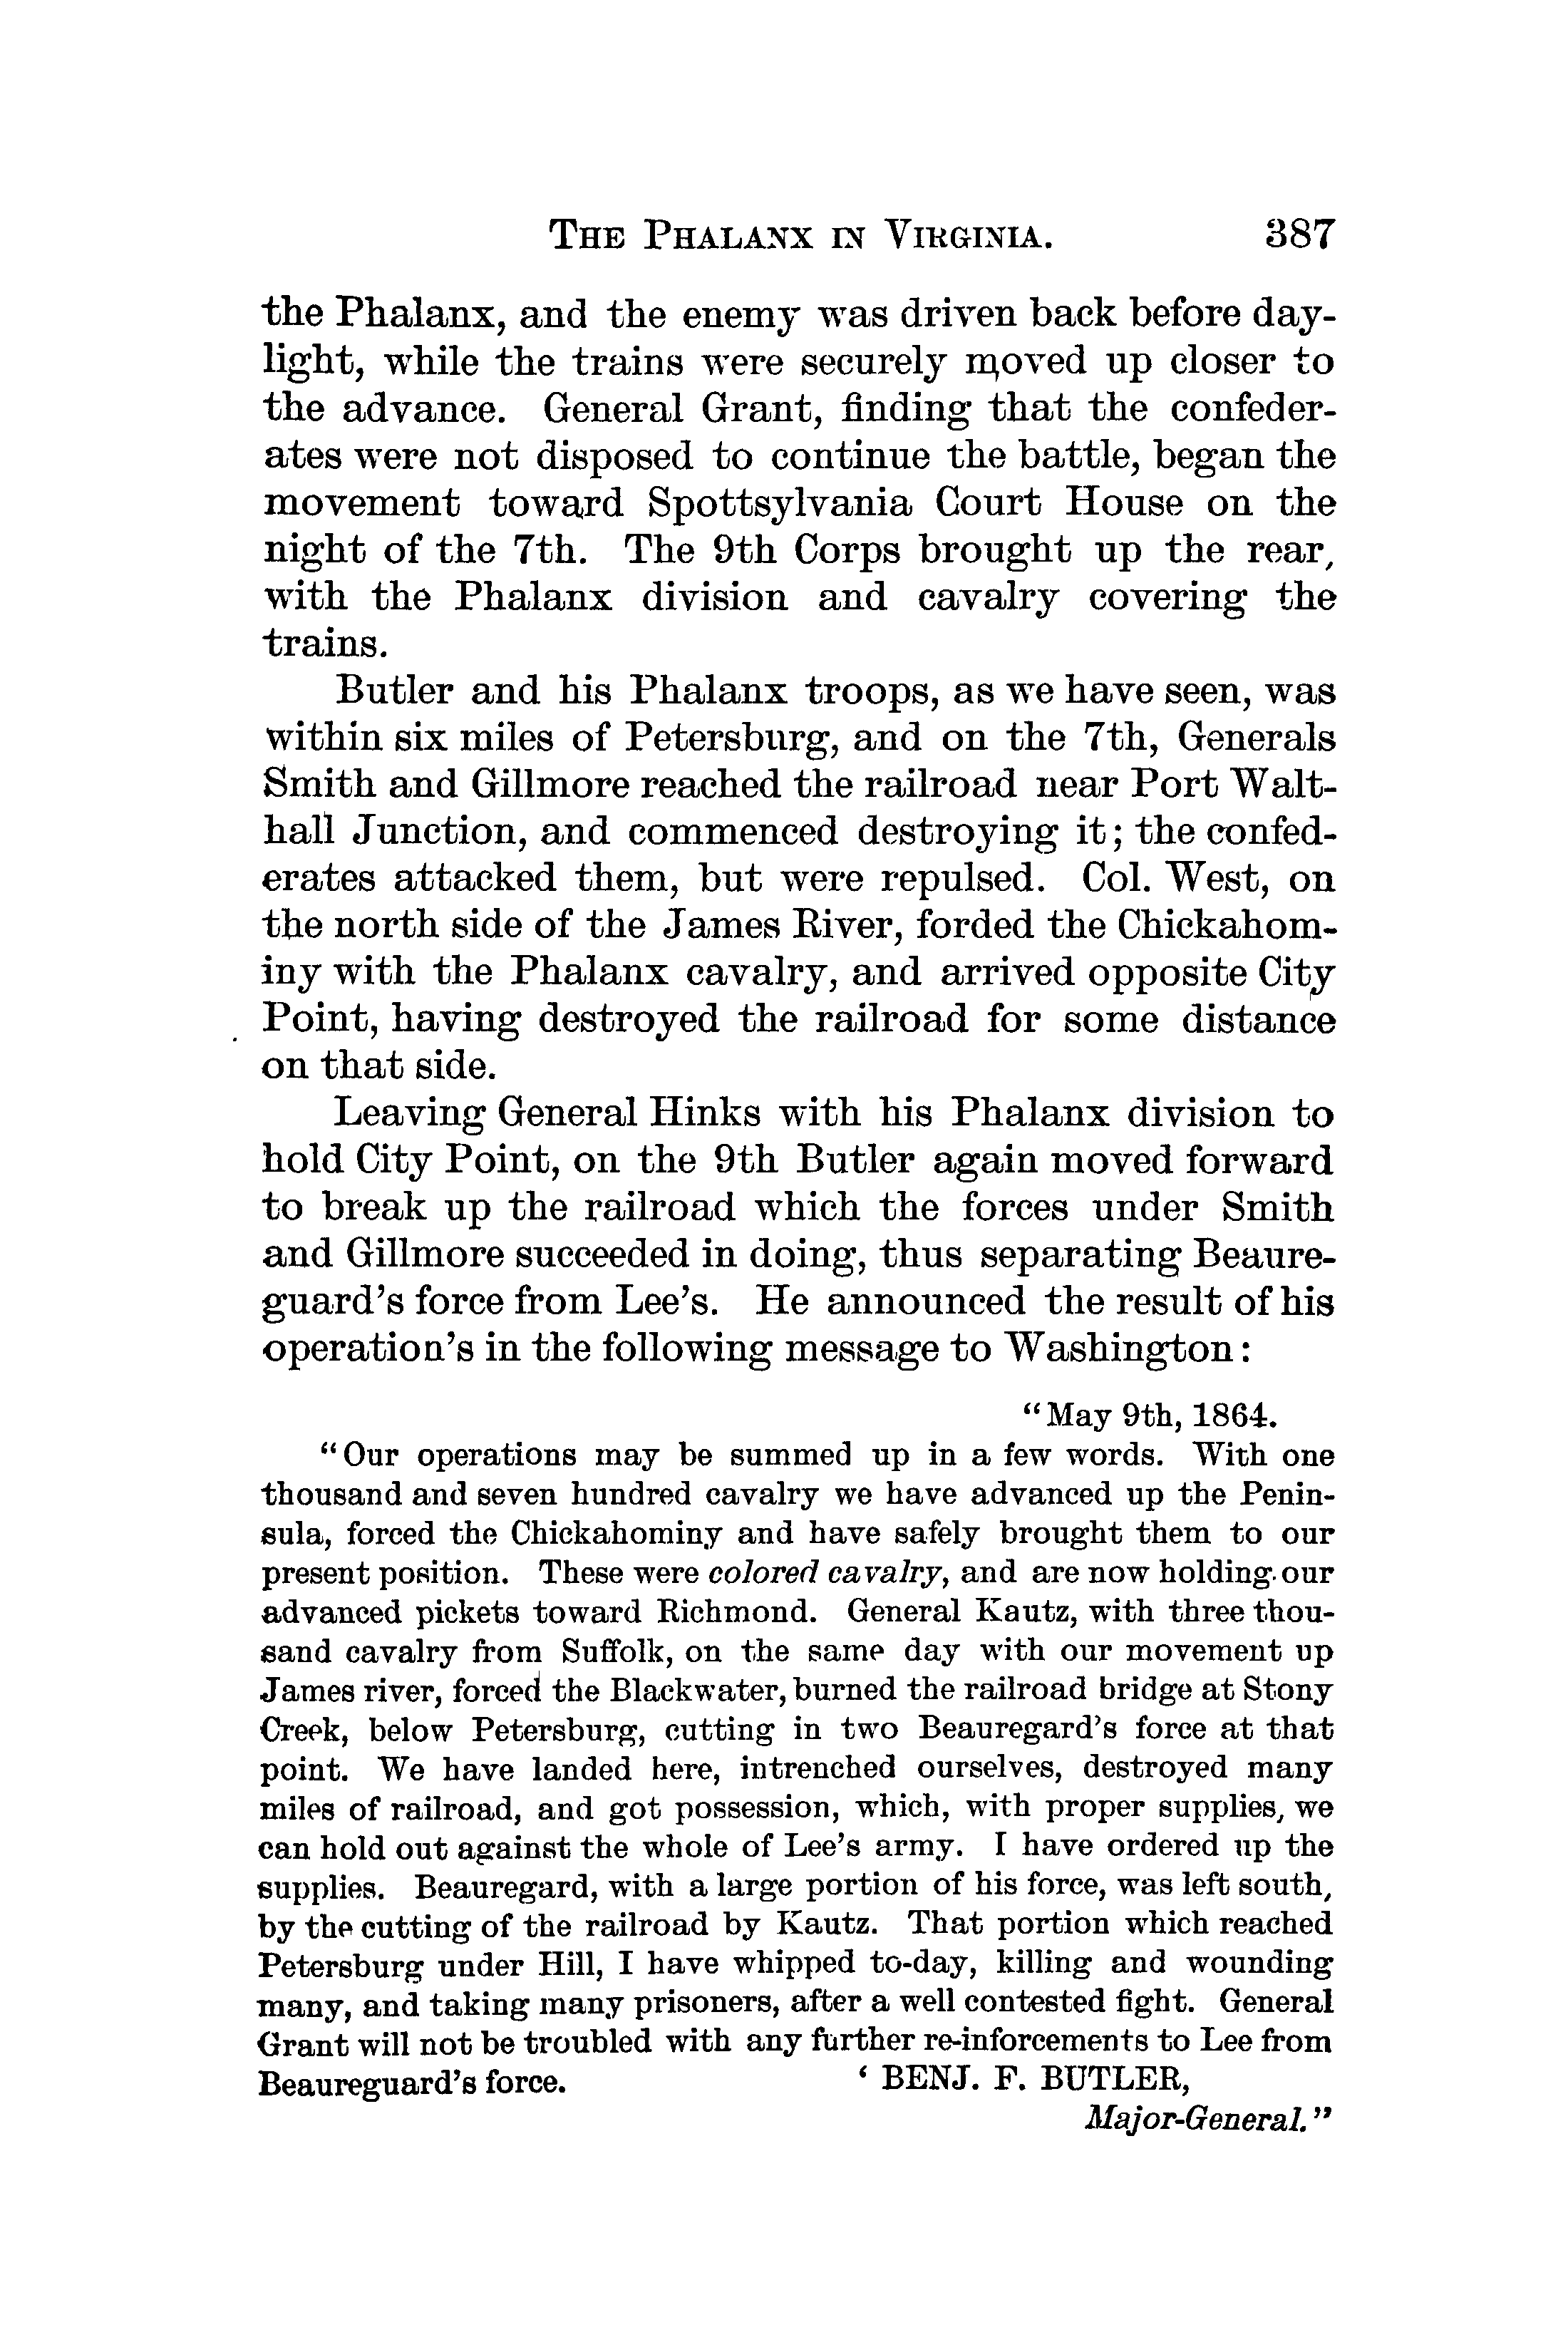 THE PHALANX IN VIRGINIA. 387
the Phalanx, and the enemy was driven back before day-
light, while the trains were securely moved up closer to
the advance. General Grant, finding that the confeder-
ates were not disposed to continue the battle, began the
movement toward Spottsylvania Court House on the
night of the 7th. The 9th Corps brought up the rear,
with the Phalanx division and cavalry covering the
trains.
Butler and his Phalanx troops, as we have seen, was
within six miles of Petersburg, and on the 7th, Generals
Smith and Gillmore reached the railroad near Port Walt-
hall Junction, and commenced destroying it; the confed-
erates attacked them, but were repulsed. Col. West, on
the north side of the James River, forded the Chickahom-
iny with the Phalanx cavalry, and arrived opposite City
Point, having destroyed the railroad for some distance
on that side.
Leaving General Hinks with his Phalanx division to
hold City Point, on the 9th Butler again moved forward
to break up the railroad which the forces under Smith
and Gillmore succeeded in doing, thus separating Beaure-
guard's force from Lee's. He announced the result of his
operation's in the following message to Washington:
"May 9th, 1864.
"Our operations may be summed up in a few words. With one
thousand and seven hundred cavalry we have advanced up the Penin-
sula, forced the Chickahominy and have safely brought them to our
present position. These were colored cavalry, and are now holding our
advanced pickets toward Richmond. General Kautz, with three thou-
sand cavalry from Suffolk, on the same day with our movement up
James river, forced the Blackwater, burned the railroad bridge at Stony
Creek, below Petersburg, cutting in two Beauregard's force at that
point. We have landed here, intrenched ourselves, destroyed many
miles of railroad, and got possession, which, with proper supplies, we
can hold out against the whole of Lee's army. I have ordered up the
supplies. Beauregard, with a large portion of his force, was left south,
by the cutting of the railroad by Kautz. That portion which reached
Petersburg under Hill, I have whipped to-day, killing and wounding
many, and taking many prisoners, after a well contested fight. General
Grant will not be troubled with any further re-inforcements to Lee from
Beaureguard's force. ' BENJ. F. BUTLER,
Major-General."